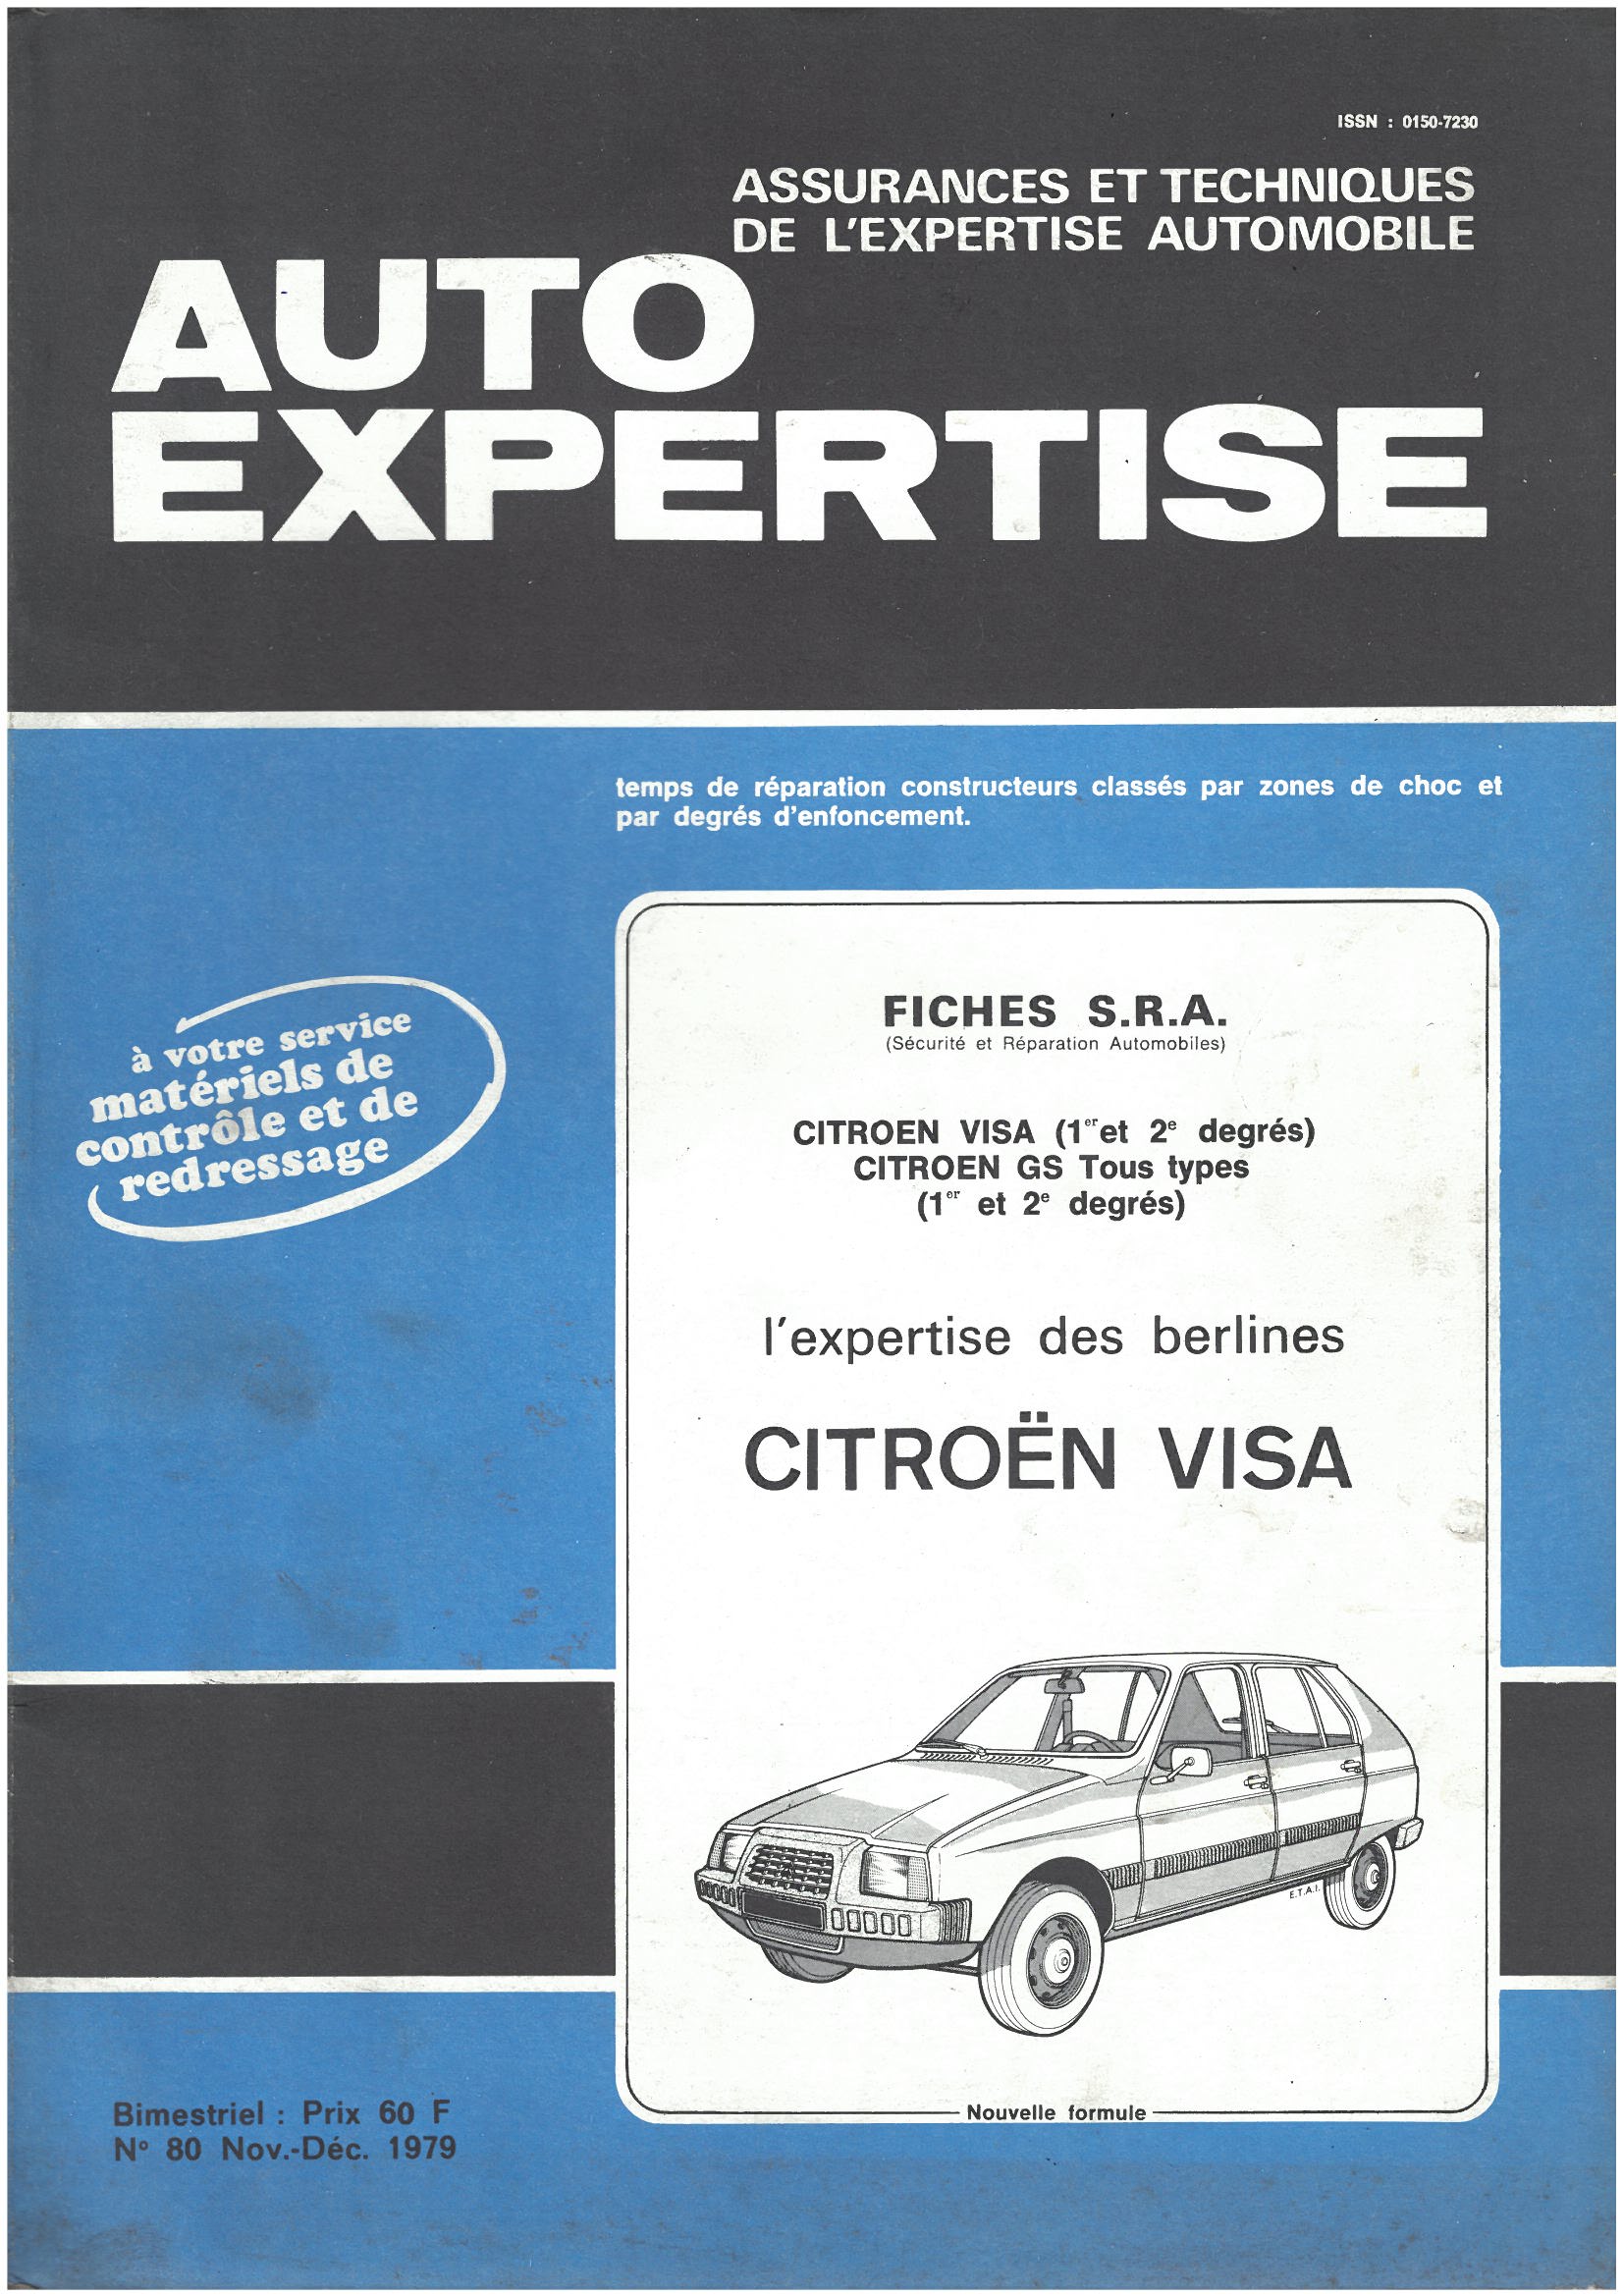 ISSN : 0150-7230
ASSURANCES ET TECHNIQUES
DE L'EXPERTISE AUTOMOBILE
AUTO
EXPERTISE
temps de réparation constructeurs classés par zones de choc et
par degrés d'enfoncement.
à votre service
matériels de
contrôle et de
redressage
FICHES S.R.A.
(Sécurité et Réparation Automobiles)
CITROEN VISA (1er et 2e degrés)
CITROEN GS Tous types
(1er et 2e degrés)
l'expertise des berlines
CITROËN VISA
E.T.A.I.
Nouvelle formule
Bimestriel : Prix 60 F
N° 80 Nov.-Déc. 1979